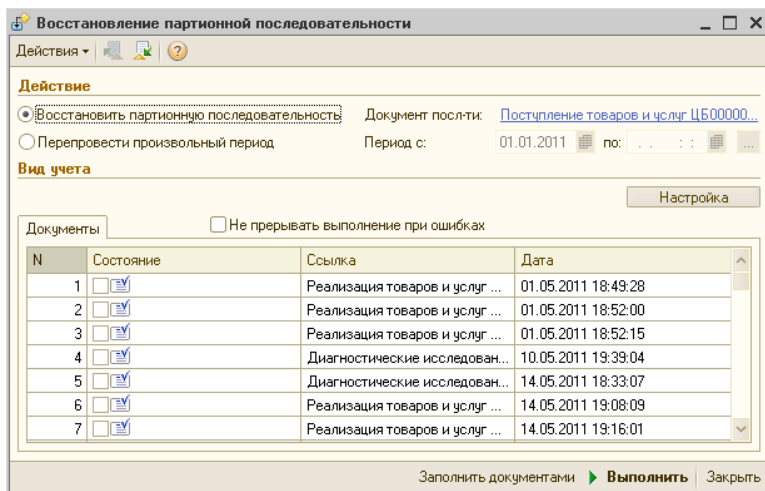 Восстановление партионной последовательности
Действия
Действие
Восстановить партионную последовательность Документ посл-ти: Поступление товаров и услуг ЦБ00000...
Перепровести произвольный период Период с: 01.01.2011 по: . . : : ...
Вид учета
Настройка
Документы Не прерывать выполнение при ошибках
N Состояние Ссылка Дата
1 Реализация товаров и услуг ... 01.05.2011 18:49:28
2 Реализация товаров и услуг ... 01.05.2011 18:52:00
3 Реализация товаров и услуг ... 01.05.2011 18:52:15
4 Диагностические исследован... 10.05.2011 19:39:04
5 Диагностические исследован... 14.05.2011 18:33:07
6 Реализация товаров и услуг ... 14.05.2011 19:08:09
7 Реализация товаров и услуг ... 14.05.2011 19:16:01
Заполнить документами Выполнить Закрыть